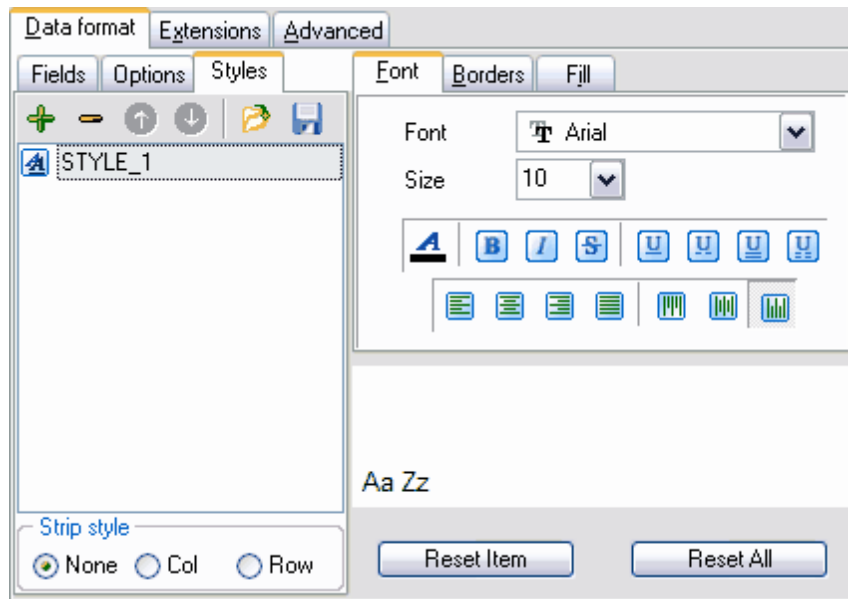 Data format Extensions Advanced
Fields Options Styles
Font Borders Fill
STYLE_1
Font Arial
Size 10
A B I S U U U U
Aa Zz
Strip style
None Col Row
Reset Item Reset All